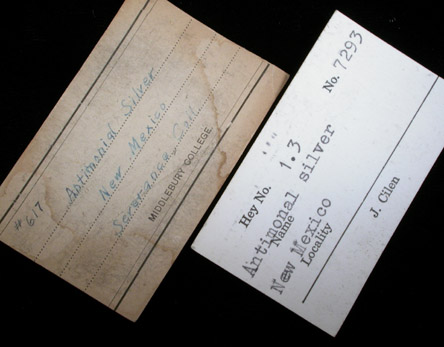 # 617
Antimonial Silver
New Mexico
Coll.
MIDDLEBURY COLLEGE
No. 7293
Hey No. 1.3
Antimonal silver
Name
New Mexico
Locality
J. Cilen